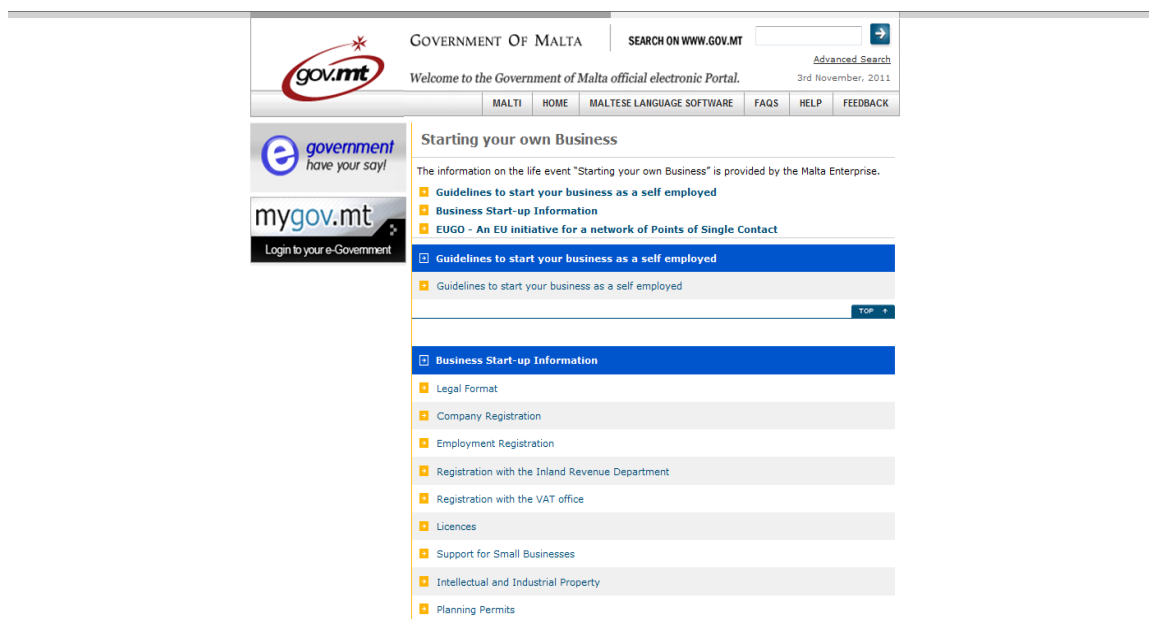 GOVERNMENT OF MALTA
SEARCH ON WWW.GOV.MT
Advanced Search
gov.mt
Welcome to the Government of Malta official electronic Portal.
3rd November, 2011
MALTI HOME MALTESE LANGUAGE SOFTWARE FAQS HELP FEEDBACK
e government
have your say!
mygov.mt
Login to your e-Government
Starting your own Business
The information on the life event "Starting your own Business" is provided by the Malta Enterprise.
Guidelines to start your business as a self employed
Business Start-up Information
EUGO - An EU initiative for a network of Points of Single Contact
Guidelines to start your business as a self employed
Guidelines to start your business as a self employed
TOP
Business Start-up Information
Legal Format
Company Registration
Employment Registration
Registration with the Inland Revenue Department
Registration with the VAT office
Licences
Support for Small Businesses
Intellectual and Industrial Property
Planning Permits